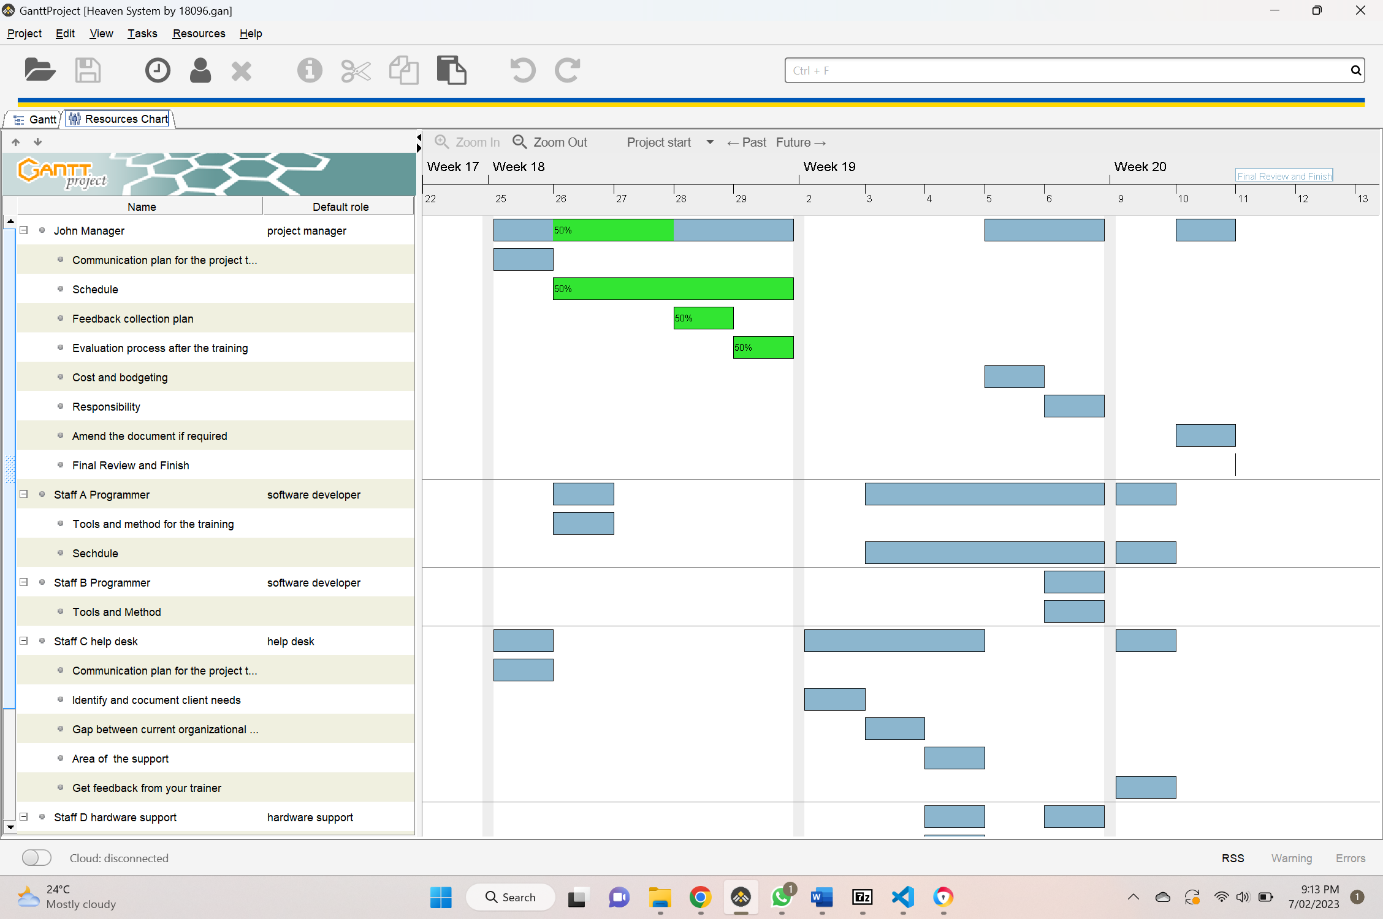 GanttProject [Heaven System by 18096.gan]
Project Edit View Tasks Resources Help
Ctrl + F
Gantt Resources Chart
Zoom In Zoom Out Project start ←Past Future→
GANTT project
Week 17 Week 18 Week 19 Week 20
Final Review and Finish
22 25 26 27 28 29 2 3 4 5 6 9 10 11 12 13
Name Default role
John Manager project manager 50%
Communication plan for the project t...
Schedule 50%
Feedback collection plan 50%
Evaluation process after the training 50%
Cost and bodgeting
Responsibility
Amend the document if required
Final Review and Finish
Staff A Programmer software developer
Tools and method for the training
Sechdule
Staff B Programmer software developer
Tools and Method
Staff C help desk help desk
Communication plan for the project t...
Identify and cocument client needs
Gap between current organizational ...
Area of the support
Get feedback from your trainer
Staff D hardware support hardware support
Cloud: disconnected RSS Warning Errors
24°C
Mostly cloudy
Search
1
W
7z
9:13 PM
7/02/2023
1